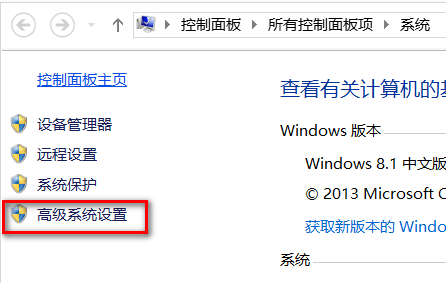 控制面板 所有控制面板项 系统
控制面板主页
设备管理器
远程设置
系统保护
高级系统设置
查看有关计算机的
Windows 版本
Windows 8.1 中文版
© 2013 Microsoft C
获取新版本的 Windo
系统